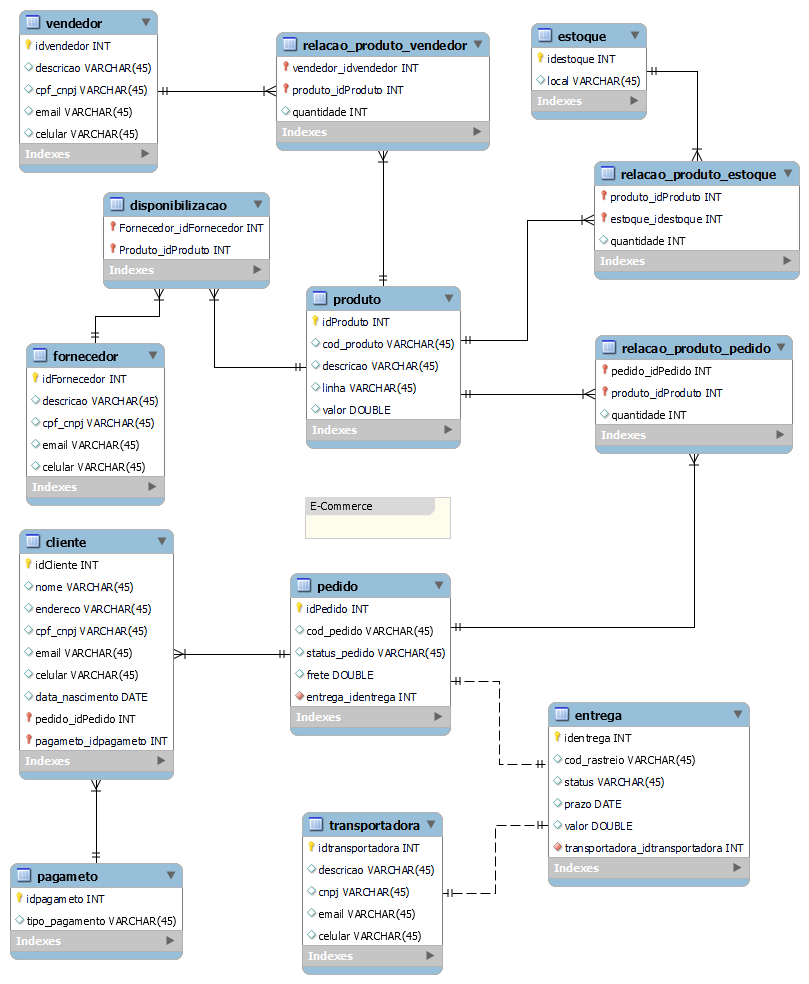 vendedor
idvendedor INT
descricao VARCHAR(45)
cpf_cnpj VARCHAR(45)
email VARCHAR(45)
celular VARCHAR(45)
Indexes
relacao_produto_vendedor
vendedor_idvendedor INT
produto_idProduto INT
quantidade INT
Indexes
estoque
idestoque INT
local VARCHAR(45)
Indexes
relacao_produto_estoque
produto_idProduto INT
estoque_idestoque INT
quantidade INT
Indexes
disponibilizacao
Fornecedor_idFornecedor INT
Produto_idProduto INT
Indexes
produto
idProduto INT
cod_produto VARCHAR(45)
descricao VARCHAR(45)
linha VARCHAR(45)
valor DOUBLE
Indexes
relacao_produto_pedido
pedido_idPedido INT
produto_idProduto INT
quantidade INT
Indexes
fornecedor
idFornecedor INT
descricao VARCHAR(45)
cpf_cnpj VARCHAR(45)
email VARCHAR(45)
celular VARCHAR(45)
Indexes
E-Commerce
cliente
idCliente INT
nome VARCHAR(45)
endereco VARCHAR(45)
cpf_cnpj VARCHAR(45)
email VARCHAR(45)
celular VARCHAR(45)
data_nascimento DATE
pedido_idPedido INT
pagameto_idpagameto INT
Indexes
pedido
idPedido INT
cod_pedido VARCHAR(45)
status_pedido VARCHAR(45)
frete DOUBLE
entrega_identrega INT
Indexes
entrega
identrega INT
cod_rastreio VARCHAR(45)
status VARCHAR(45)
prazo DATE
valor DOUBLE
transportadora_idtransportadora INT
Indexes
transportadora
idtransportadora INT
descricao VARCHAR(45)
cnpj VARCHAR(45)
email VARCHAR(45)
celular VARCHAR(45)
Indexes
pagameto
idpagameto INT
tipo_pagamento VARCHAR(45)
Indexes